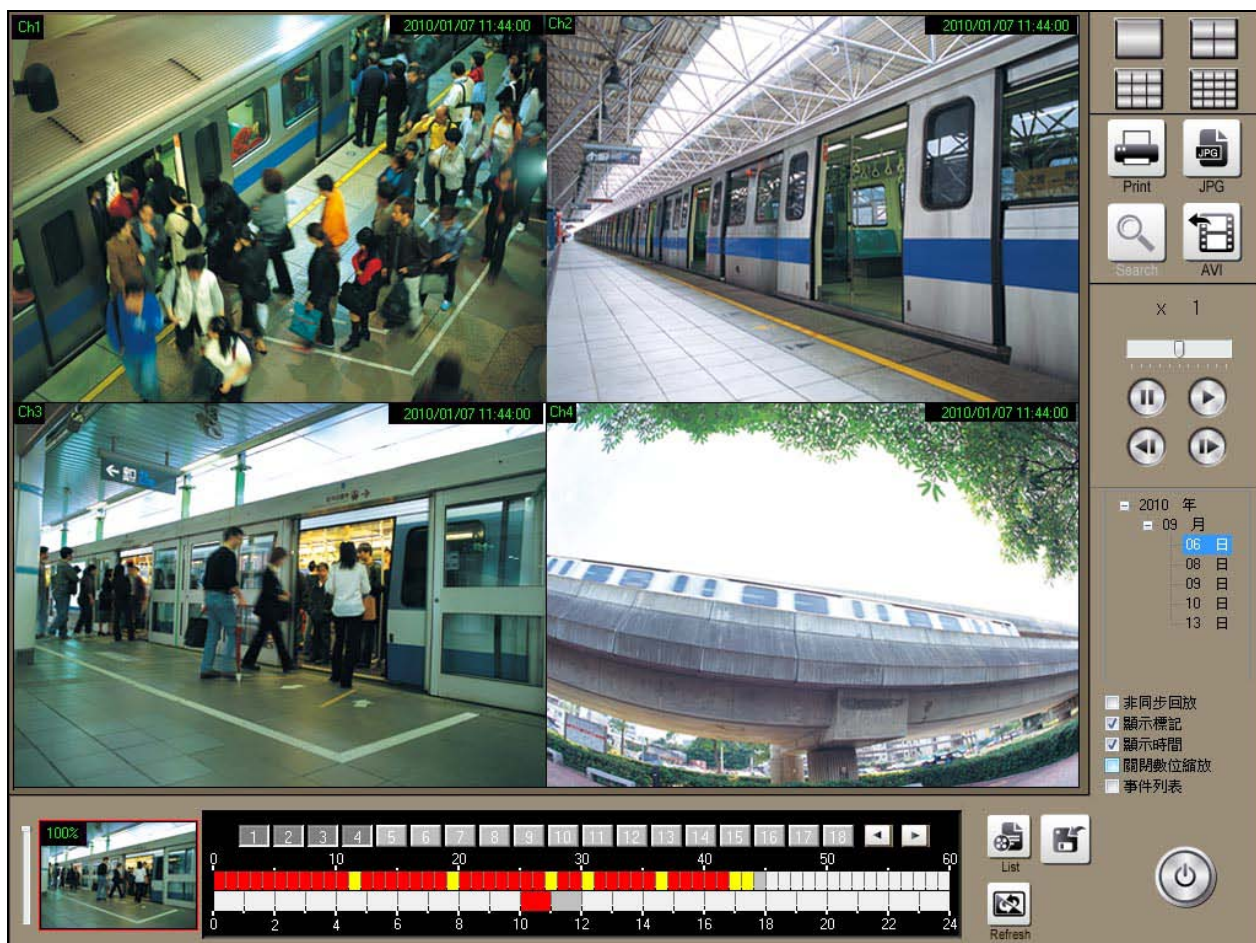 Ch1 2010/01/07 11:44:00
Ch2 2010/01/07 11:44:00
Ch3 2010/01/07 11:44:00
Ch4 2010/01/07 11:44:00
Print JPG
JPG
Search AVI
x 1
2010 年
09 月
06 日
08 日
09 日
10 日
13 日
非同步回放
顯示標記
顯示時間
關閉數位縮放
事件列表
100%
1 2 3 4 5 6 7 8 9 10 11 12 13 14 15 16 17 18
0 10 20 30 40 50 60
0 2 4 6 8 10 12 14 16 18 20 22 24
List
Refresh